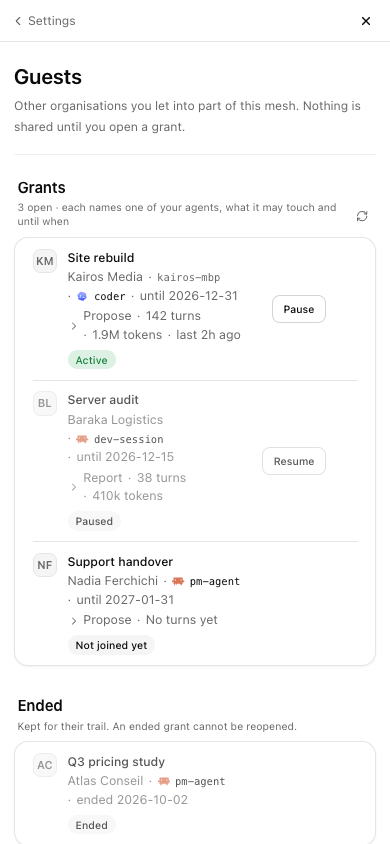 Settings
Guests
Other organisations you let into part of this mesh. Nothing is
shared until you open a grant.
Grants
3 open · each names one of your agents, what it may touch and
until when
KM
Site rebuild
Kairos Media · kairos-mbp
· coder · until 2026-12-31
Propose · 142 turns
· 1.9M tokens · last 2h ago
Active
Pause
BL
Server audit
Baraka Logistics
· dev-session
· until 2026-12-15
Report · 38 turns
· 410k tokens
Paused
Resume
NF
Support handover
Nadia Ferchichi · pm-agent
· until 2027-01-31
Propose · No turns yet
Not joined yet
Ended
Kept for their trail. An ended grant cannot be reopened.
AC
Q3 pricing study
Atlas Conseil · pm-agent
· ended 2026-10-02
Ended